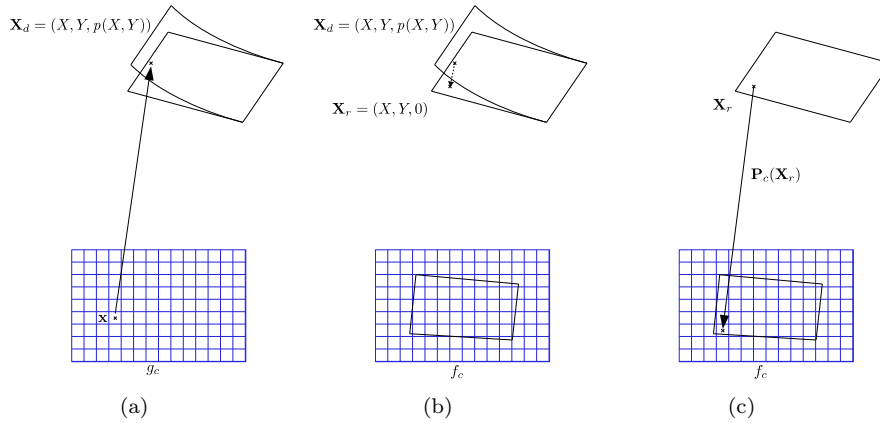 X_d = (X, Y, p(X, Y))
x
g_c
(a)
X_d = (X, Y, p(X, Y))
X_r = (X, Y, 0)
f_c
(b)
X_r
P_c(X_r)
f_c
(c)